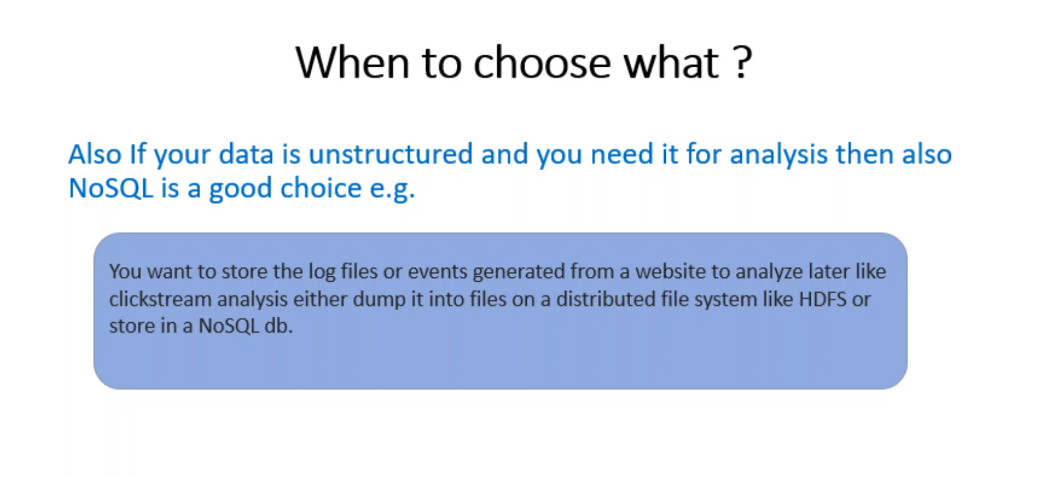 When to choose what ?
Also If your data is unstructured and you need it for analysis then also
NoSQL is a good choice e.g.
You want to store the log files or events generated from a website to analyze later like
clickstream analysis either dump it into files on a distributed file system like HDFS or
store in a NoSQL db.